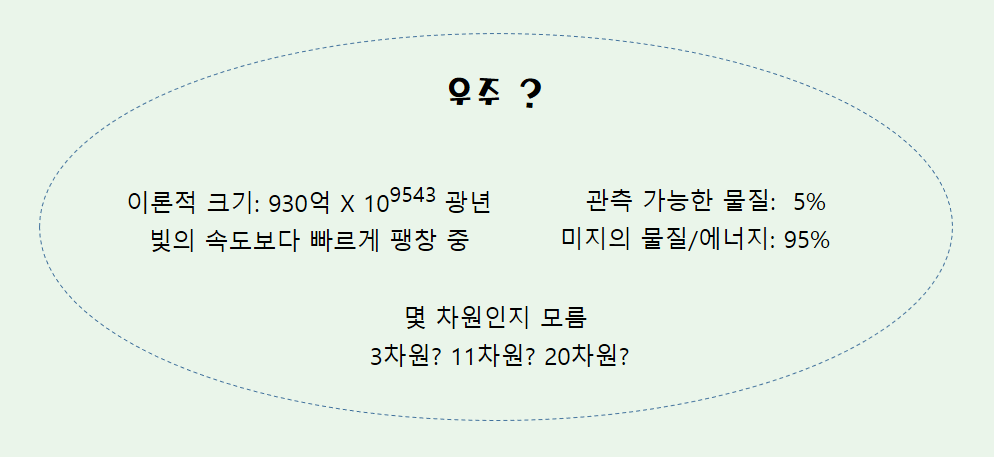 우주 ?
이론적 크기: 930억 X 10⁹⁵⁴³ 광년
빛의 속도보다 빠르게 팽창 중
관측 가능한 물질: 5%
미지의 물질/에너지: 95%
몇 차원인지 모름
3차원? 11차원? 20차원?